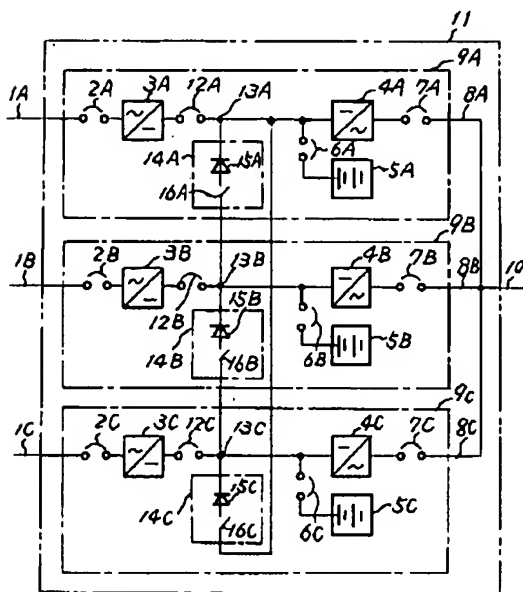 11
9A
1A 2A 3A 12A 13A 4A 7A 8A
6A
14A 15A 5A
16A
9B
1B 2B 3B 13B 4B 7B 8B 10
12B
15B 6B 5B
14B 16B
9C
1C 2C 3C 12C 13C 4C 7C 8C
15C 6C 5C
14C 16C